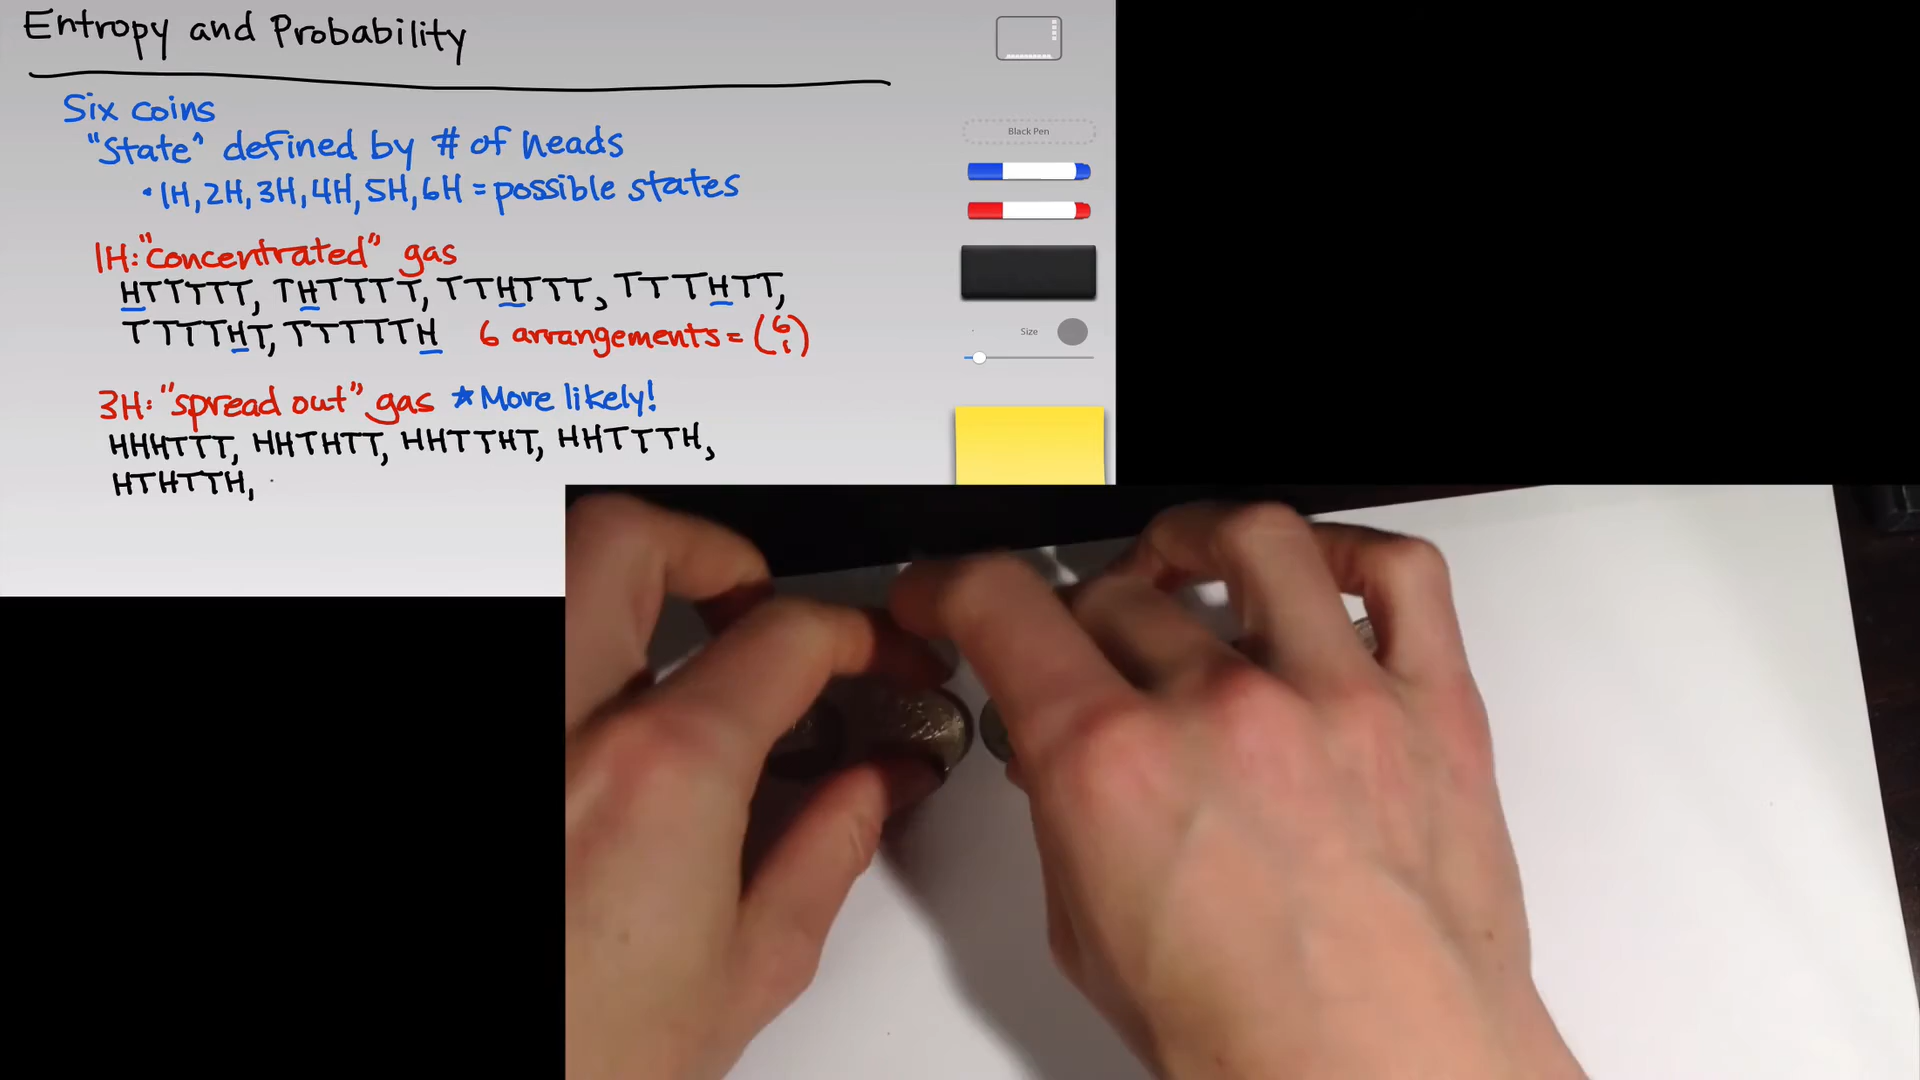 Entropy and Probability
Six coins
"State" defined by # of heads
• 1H, 2H, 3H, 4H, 5H, 6H = possible states
1H: "concentrated" gas
HTTTTT, THTTTT, TTHTTT, TTTHTT,
TTTTHT, TTTTTH 6 arrangements = (6 1)
3H: "spread out" gas ★ More likely!
HHHTTT, HHTHTT, HHTTHT, HHTTTH,
HTHTTH,
Black Pen
Size